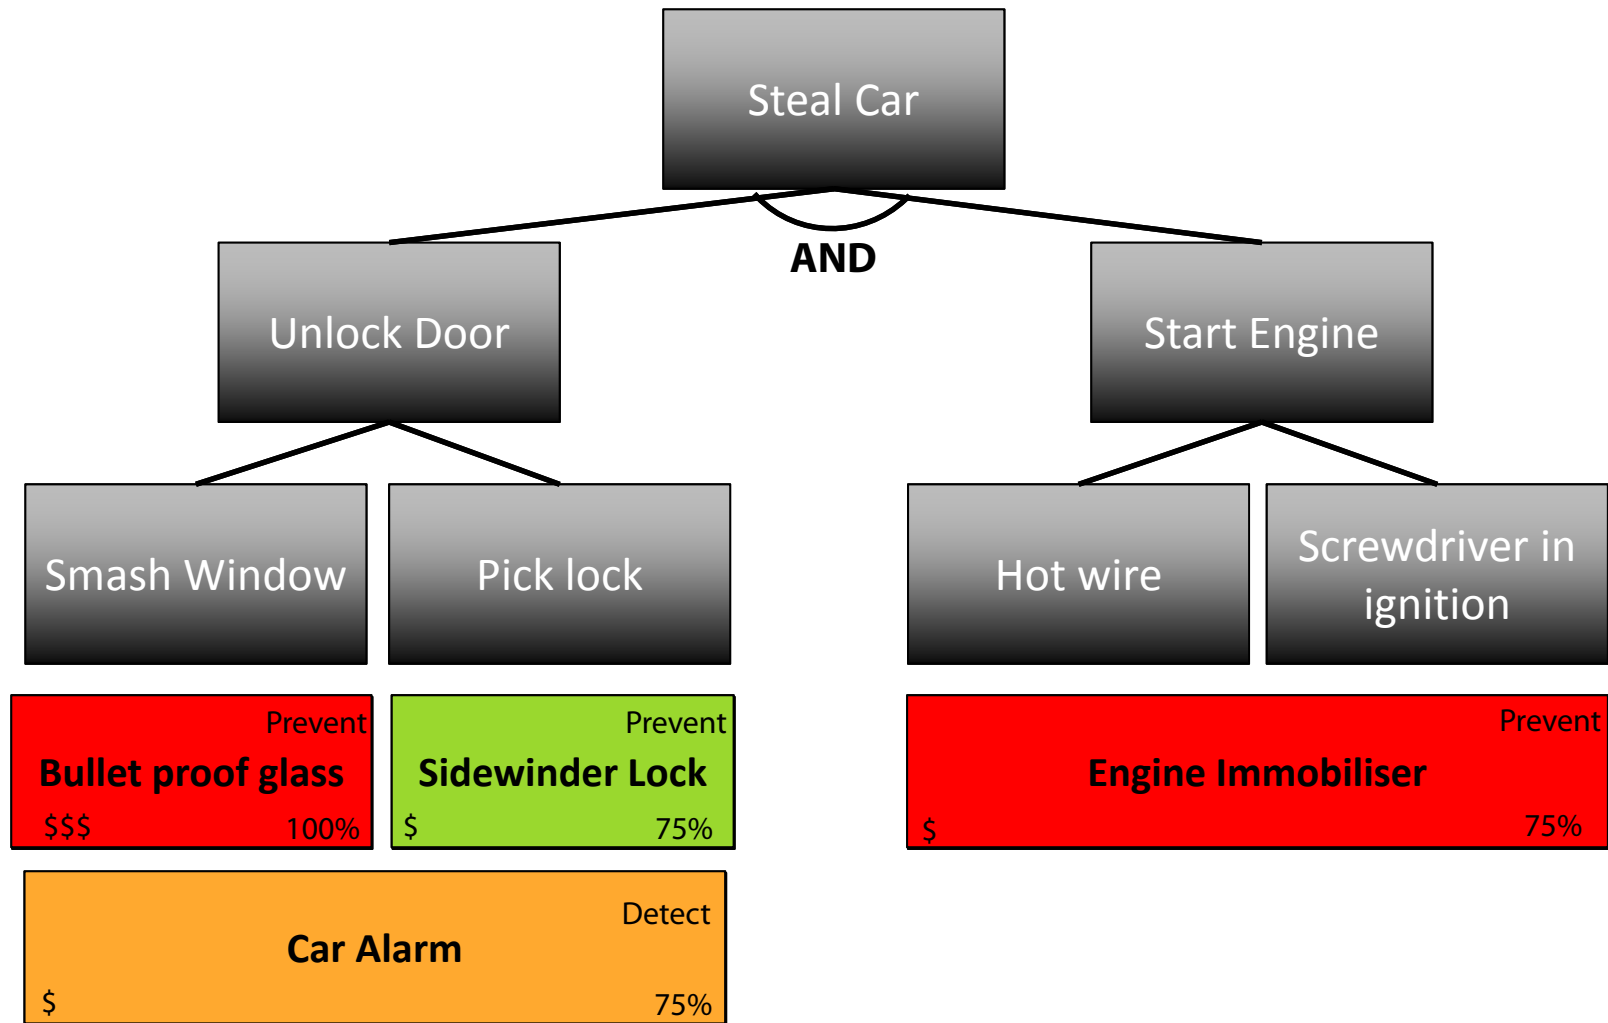 Steal Car
AND
Unlock Door
Start Engine
Smash Window
Pick lock
Hot wire
Screwdriver in
ignition
Prevent
Bullet proof glass
$$$ 100%
Prevent
Sidewinder Lock
$ 75%
Prevent
Engine Immobiliser
$ 75%
Detect
Car Alarm
$ 75%